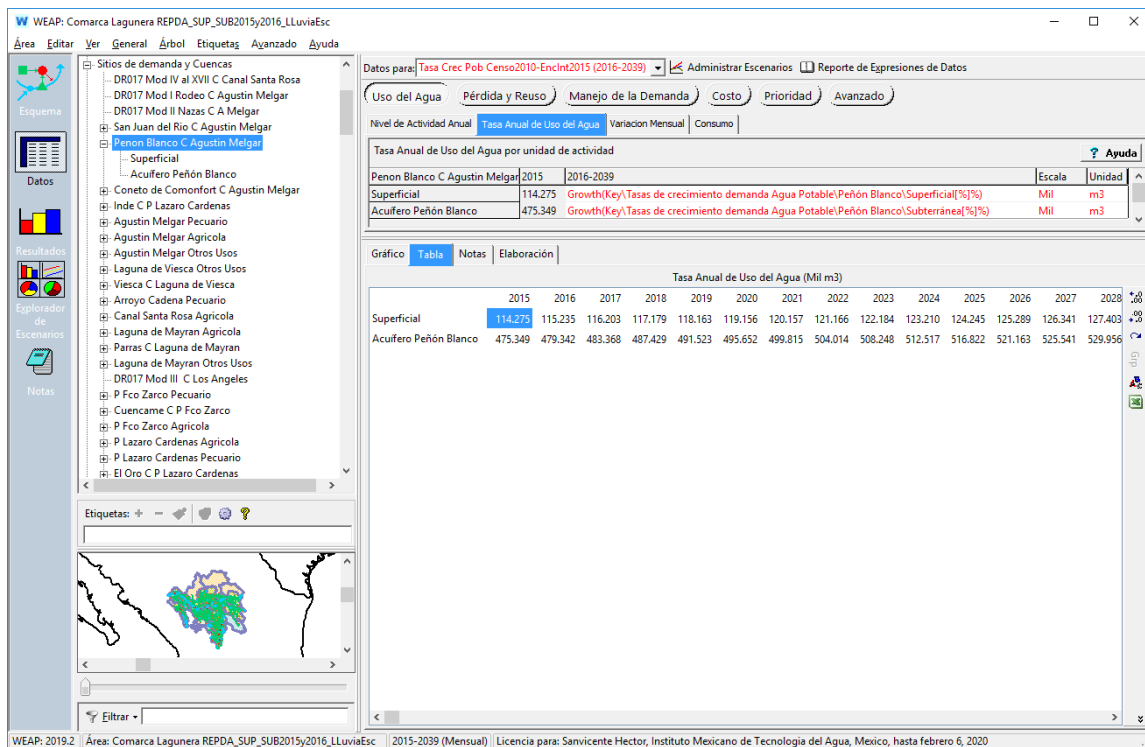 WEAP: Comarca Lagunera REPDA_SUP_SUB2015y2016_LLuviaEsc
Área Editar Ver General Árbol Etiquetas Avanzado Ayuda
Esquema
Datos
Resultados
Explorador
de
Escenarios
Notas
Sitios de demanda y Cuencas
DR017 Mod IV al XVII C Canal Santa Rosa
DR017 Mod I Rodeo C Agustin Melgar
DR017 Mod II Nazas C A Melgar
San Juan del Rio C Agustin Melgar
Penon Blanco C Agustin Melgar
Superficial
Acuífero Peñón Blanco
Coneto de Comonfort C Agustin Melgar
Inde C P Lazaro Cardenas
Agustin Melgar Pecuario
Agustin Melgar Agricola
Agustin Melgar Otros Usos
Laguna de Viesca Otros Usos
Viesca C Laguna de Viesca
Arroyo Cadena Pecuario
Canal Santa Rosa Agricola
Laguna de Mayran Agricola
Parras C Laguna de Mayran
Laguna de Mayran Otros Usos
DR017 Mod III C Los Angeles
P Fco Zarco Pecuario
Cuencame C P Fco Zarco
P Fco Zarco Agricola
P Lazaro Cardenas Agricola
P Lazaro Cardenas Pecuario
El Oro C P Lazaro Cardenas
Etiquetas:
Filtrar
Datos para: Tasa Crec Pob Censo2010-EncInt2015 (2016-2039) Administrar Escenarios Reporte de Expresiones de Datos
Uso del Agua Pérdida y Reuso Manejo de la Demanda Costo Prioridad Avanzado
Nivel de Actividad Anual Tasa Anual de Uso del Agua Variacion Mensual Consumo
Tasa Anual de Uso del Agua por unidad de actividad ? Ayuda
Penon Blanco C Agustin Melgar 2015 2016-2039 Escala Unidad
Superficial 114.275 Growth(Key\Tasas de crecimiento demanda Agua Potable\Peñón Blanco\Superficial[%]%) Mil m3
Acuífero Peñón Blanco 475.349 Growth(Key\Tasas de crecimiento demanda Agua Potable\Peñón Blanco\Subterránea[%]%) Mil m3
Gráfico Tabla Notas Elaboración
Tasa Anual de Uso del Agua (Mil m3)
2015 2016 2017 2018 2019 2020 2021 2022 2023 2024 2025 2026 2027 2028
Superficial 114.275 115.235 116.203 117.179 118.163 119.156 120.157 121.166 122.184 123.210 124.245 125.289 126.341 127.403
Acuífero Peñón Blanco 475.349 479.342 483.368 487.429 491.523 495.652 499.815 504.014 508.248 512.517 516.822 521.163 525.541 529.956
Grp
WEAP: 2019.2 Área: Comarca Lagunera REPDA_SUP_SUB2015y2016_LLuviaEsc 2015-2039 (Mensual) Licencia para: Sanvicente Hector, Instituto Mexicano de Tecnología del Agua, Mexico, hasta febrero 6, 2020